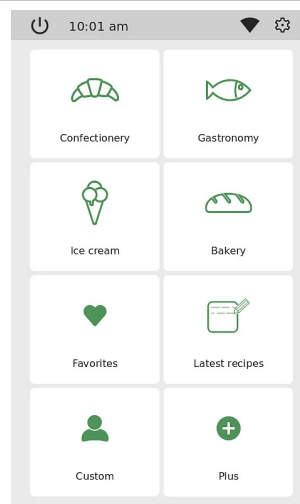 10:01 am
Confectionery
Gastronomy
Ice cream
Bakery
Favorites
Latest recipes
Custom
Plus